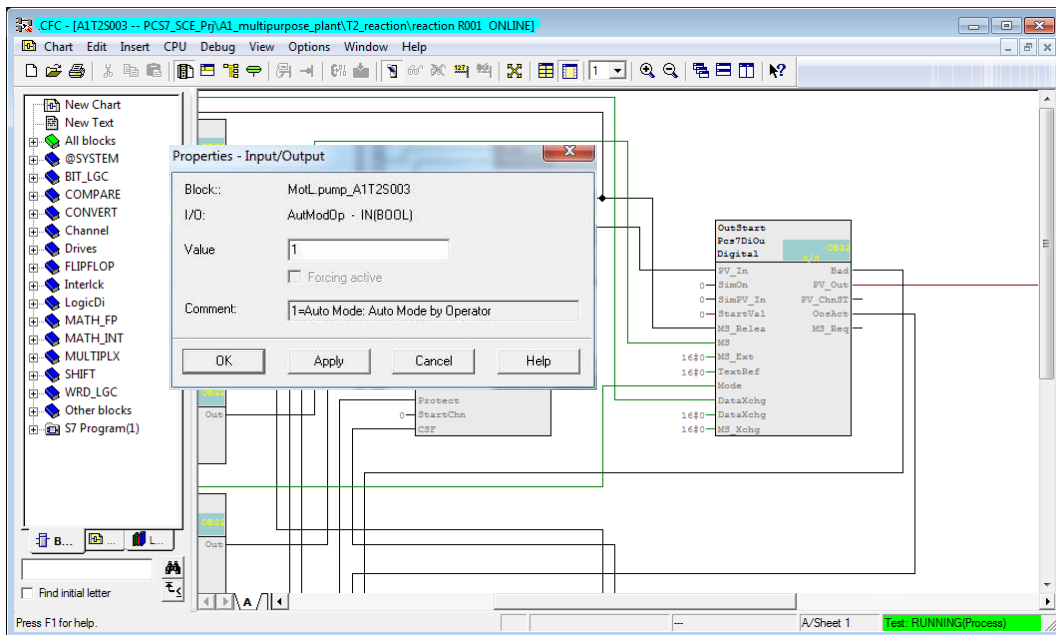 CFC - [A1T2S003 -- PCS7_SCE_Prj\A1_multipurpose_plant\T2_reaction\reaction R001 ONLINE]
Chart Edit Insert CPU Debug View Options Window Help
1
New Chart
New Text
All blocks
@SYSTEM
BIT_LGC
COMPARE
CONVERT
Channel
Drives
FLIPFLOP
Interlck
LogicDi
MATH_FP
MATH_INT
MULTIPLX
SHIFT
WRD_LGC
Other blocks
S7 Program(1)
B...
...
L...
Find initial letter
Properties - Input/Output
Block:: MotL.pump_A1T2S003
I/O: AutModOp - IN(BOOL)
Value 1
Forcing active
Comment: 1=Auto Mode: Auto Mode by Operator
OK Apply Cancel Help
OutStart
Pcs7DiOu
Digital OB32
3/8
PV_In Bad
0 SimOn PV_Out
0 SimPV_In PV_ChnST
0 StartVal OosAct
MS_Relea MS_Req
MS
16#0 MS_Ext
16#0 TextRef
Mode
DataXchg
16#0 DataXchg
16#0 MS_Xchg
Out
Protect
0 StartChn
CSF
OB32
Out
A
Press F1 for help.
--
A/Sheet 1
Test: RUNNING(Process)